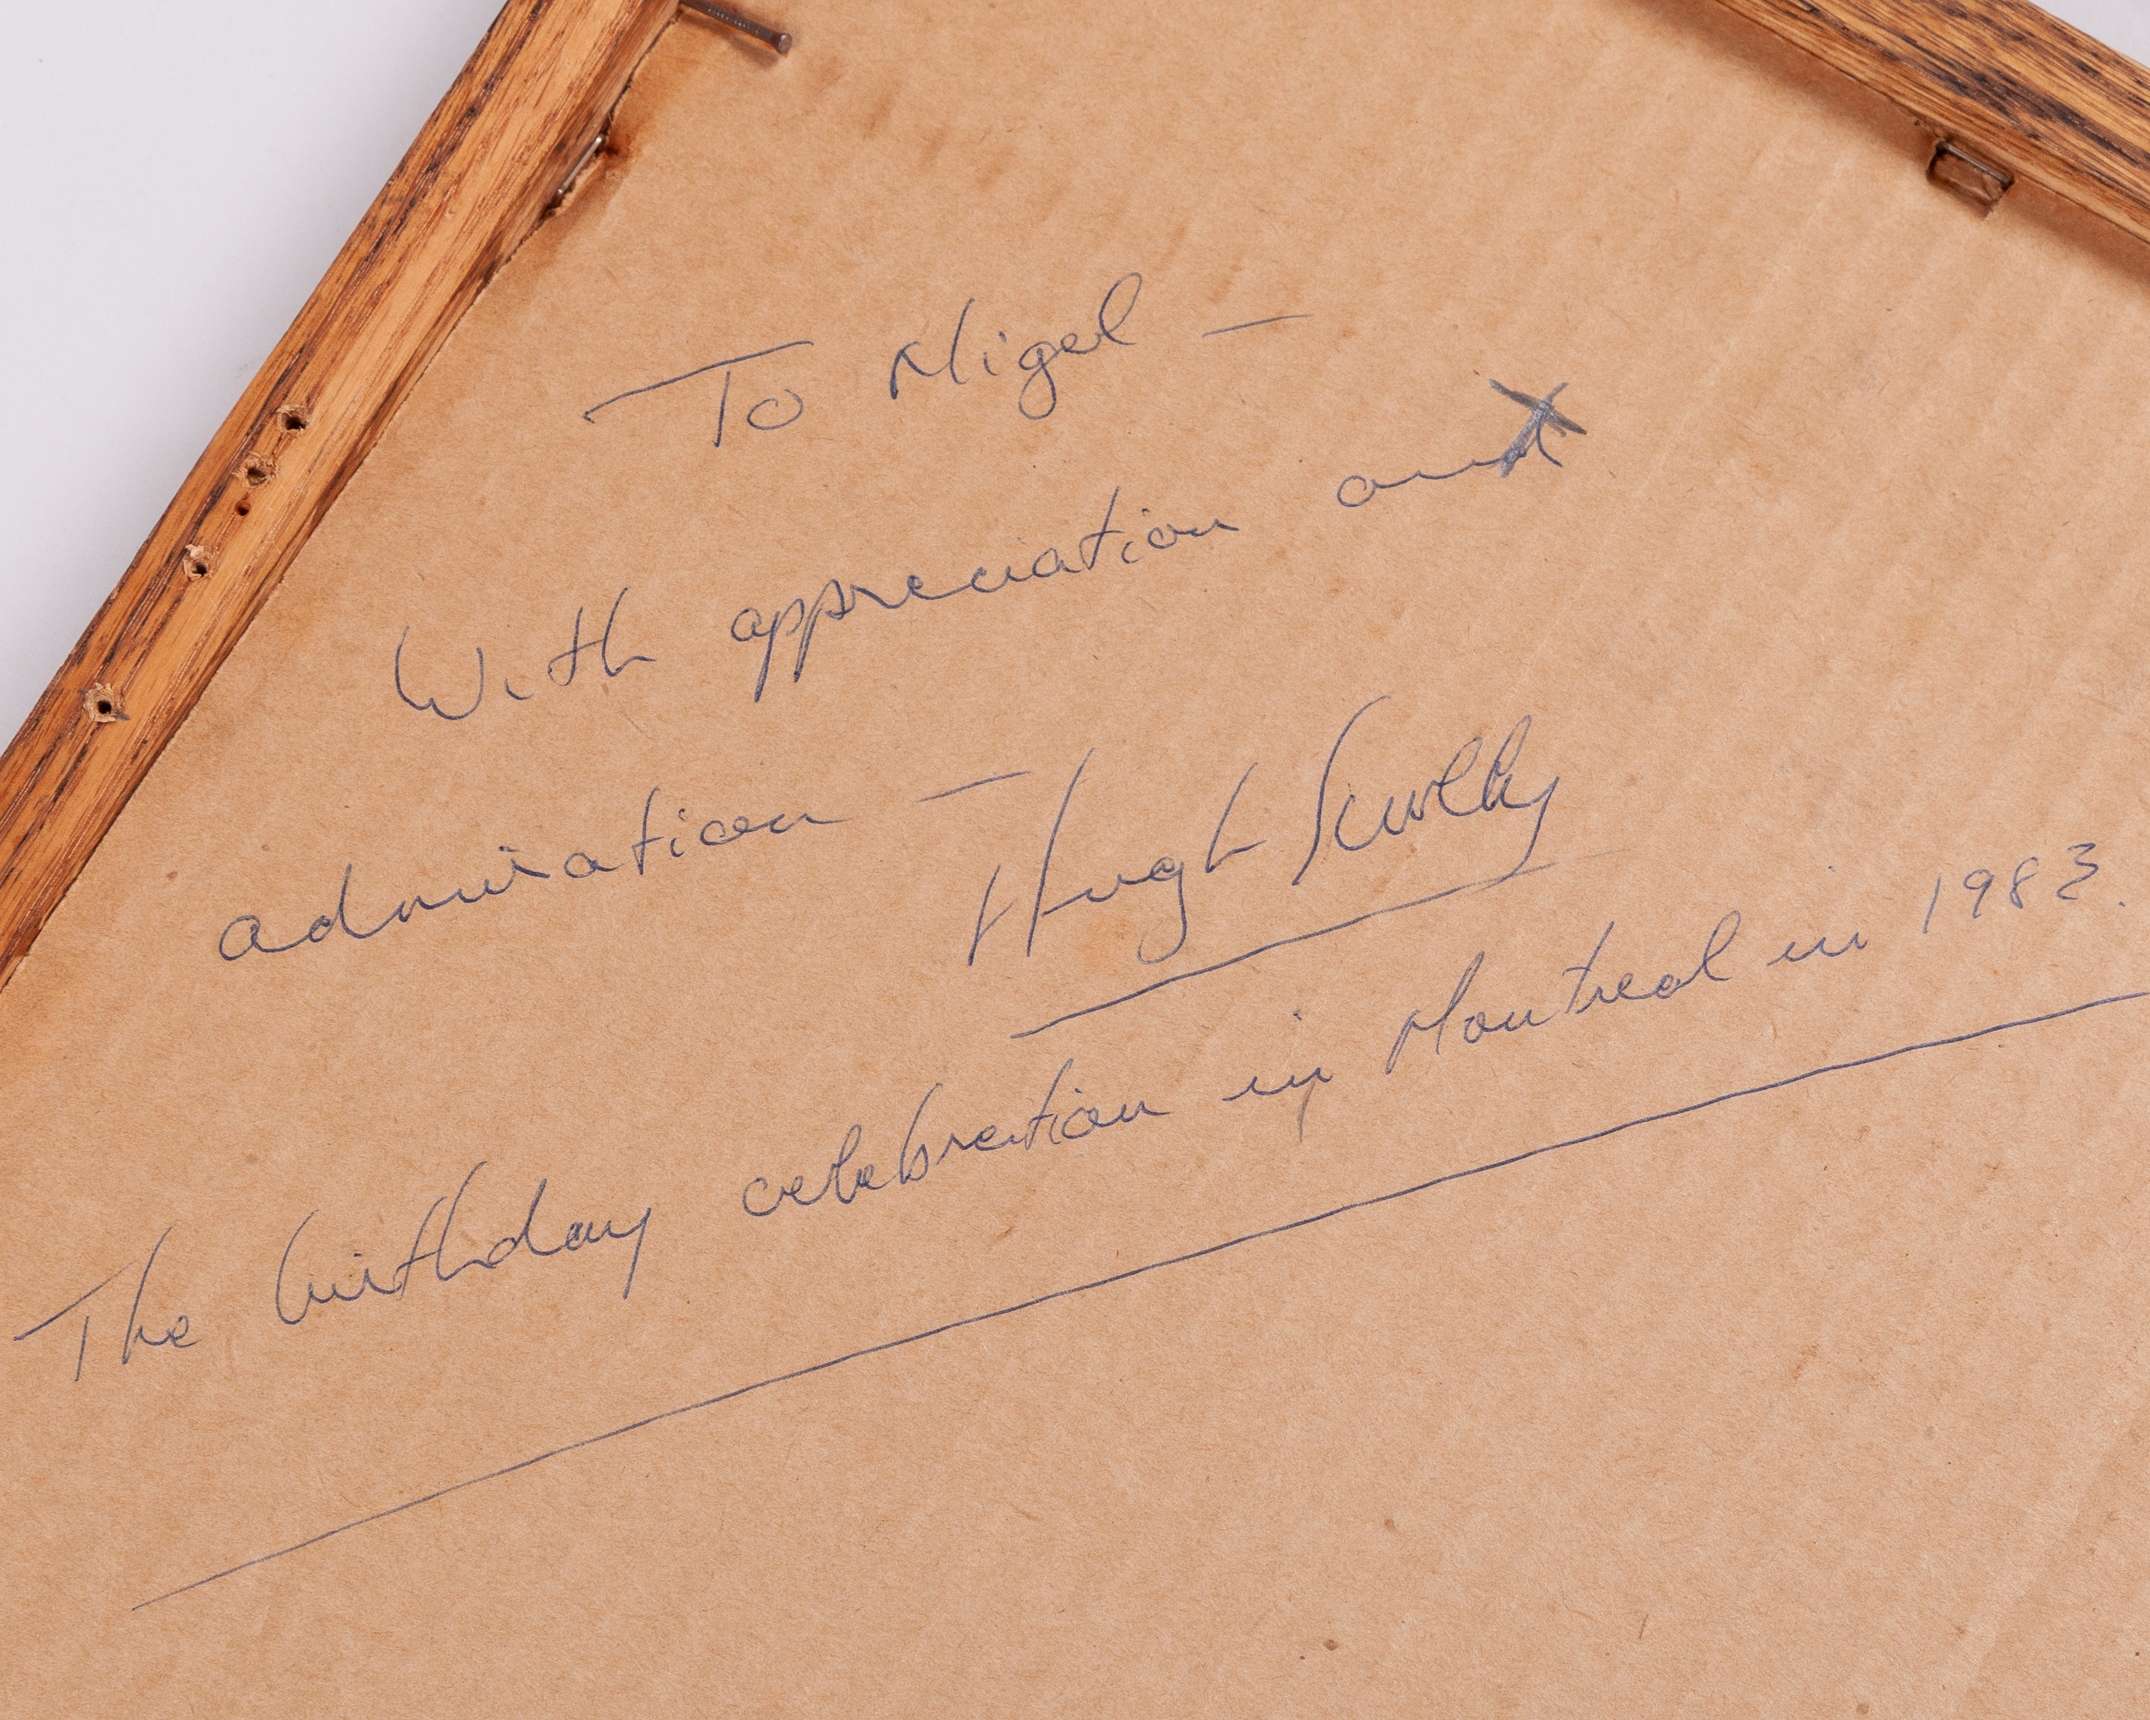 To Nigel —
With appreciation and
admiration —
Hugh Scully
The birthday celebration in Montreal in 1983.